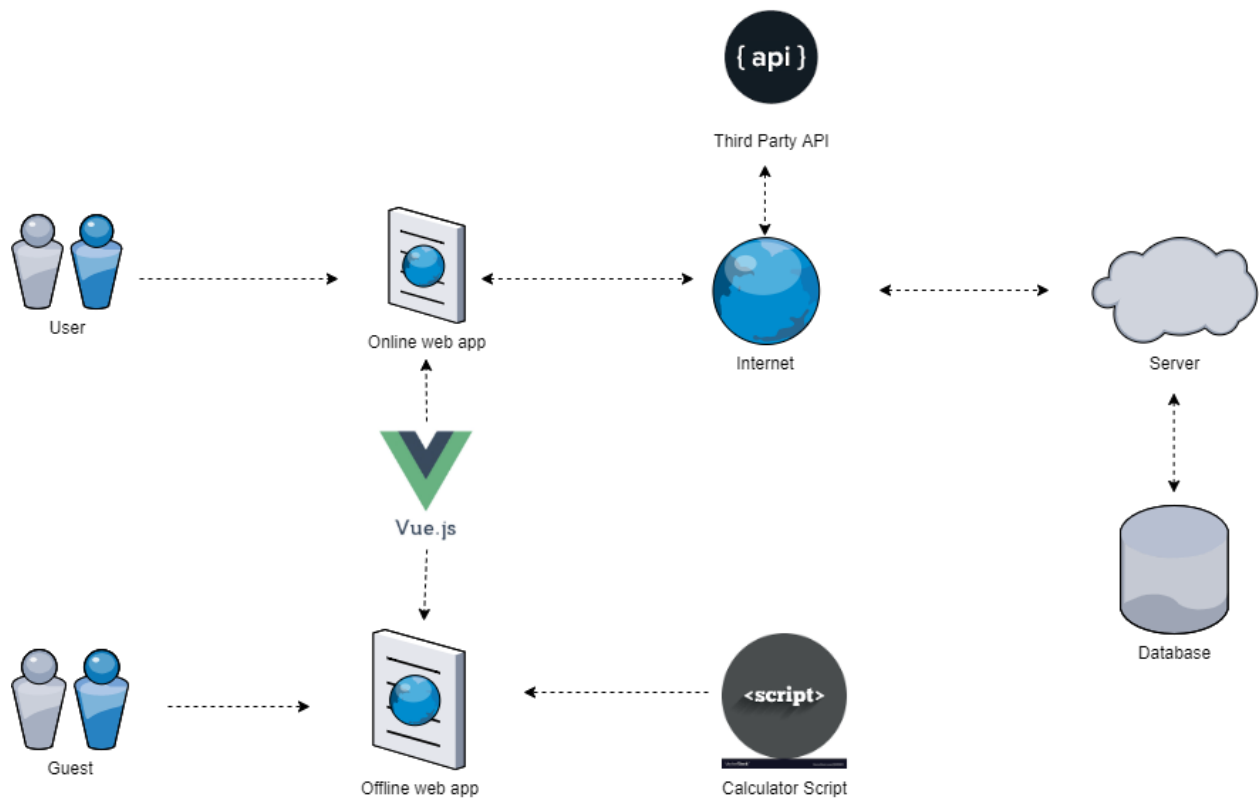 { api }
Third Party API
User
Online web app
Internet
Server
Vue.js
Database
<script>
Guest
Offline web app
Calculator Script